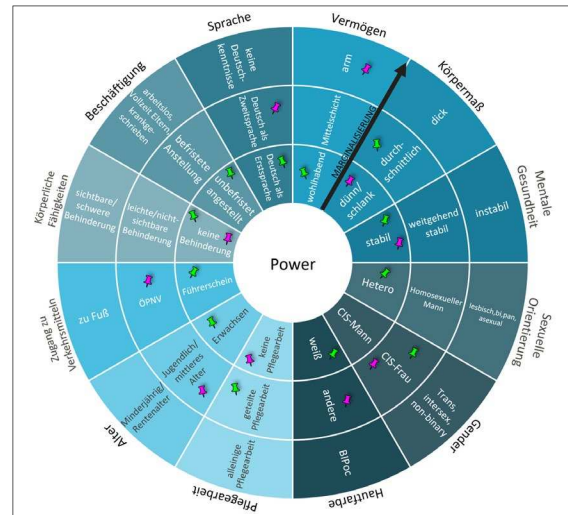 Sprache
Vermögen
Beschäftigung
Körpermaß
Körperliche
Fähigkeiten
Mentale
Gesundheit
Zugang zu
Verkehrsmitteln
Sexuelle
Orientierung
Alter
Gender
Pflegearbeit
Hautfarbe
Power
MARGINALISIERUNG
arm
Mittelschicht
wohlhabend
dick
durch-
schnittlich
dünn/
schlank
instabil
weitgehend
stabil
stabil
lesbisch,bi,pan,
asexual
Homosexueller
Mann
Hetero
Trans,
intersex,
non-binary
CIS-Frau
CIS-Mann
BIPoc
andere
weiß
alleinige
Pflegearbeit
geteilte
Pflegearbeit
keine
Pflegearbeit
Minderjährig/
Rentenalter
Jugendlich/
mittleres
Alter
Erwachsen
zu Fuß
ÖPNV
Führerschein
sichtbare/
schwere
Behinderung
leichte/nicht-
sichtbare
Behinderung
keine
Behinderung
arbeitslos,
Vollzeit Eltern,
krankge-
schrieben
befristete
Anstellung
unbefristet
angestellt
keine
Deutsch-
kenntnisse
Deutsch als
Zweitsprache
Deutsch als
Erstsprache